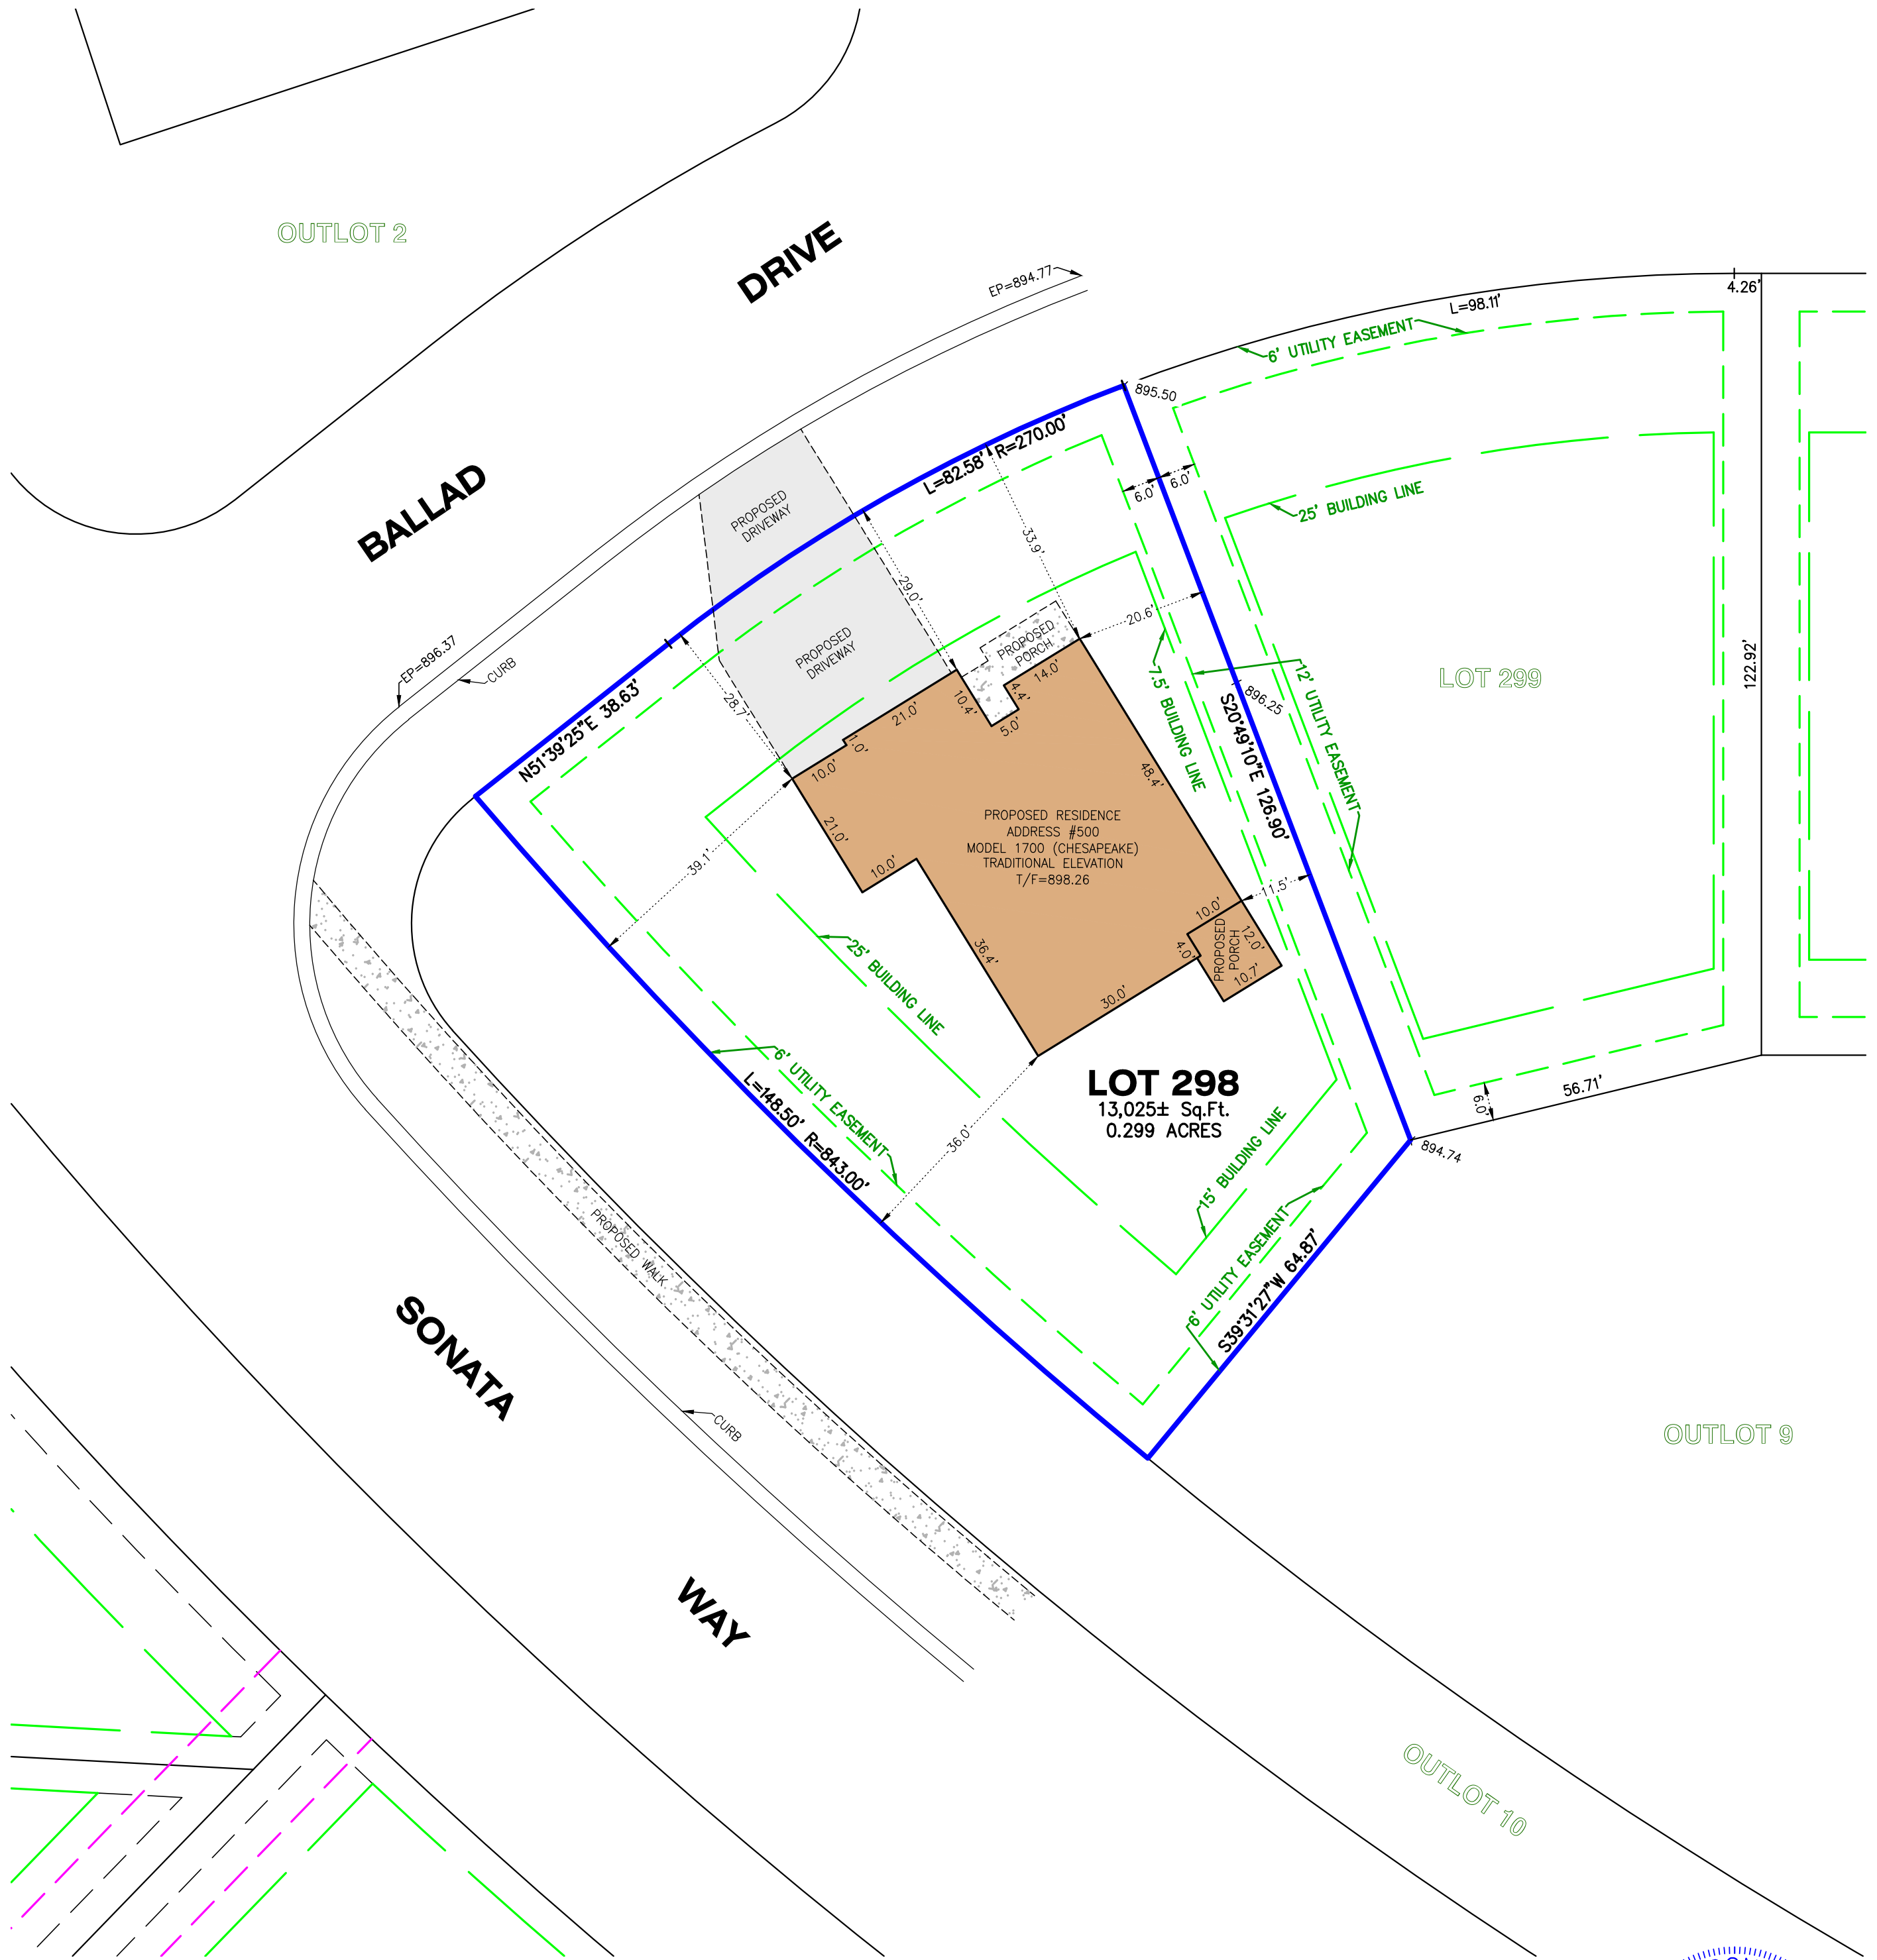 OUTLOT 2
DRIVE
BALLAD
EP=894.77
4.26'
L=98.11'
6' UTILITY EASEMENT
895.50
L=82.58' R=270.00'
6.0'
6.0'
25' BUILDING LINE
PROPOSED
DRIVEWAY
33.9'
29.0'
20.6'
EP=896.37
CURB
PROPOSED
DRIVEWAY
PROPOSED
PORCH
28.7'
N51°39'25"E 38.63'
10.4'
4.4'
14.0'
5.0'
21.0'
1.0'
10.0'
7.5' BUILDING LINE
12' UTILITY EASEMENT
896.25
S20°49'10"E 126.90'
LOT 299
122.92'
48.4'
21.0'
39.1'
10.0'
PROPOSED RESIDENCE
ADDRESS #500
MODEL 1700 (CHESAPEAKE)
TRADITIONAL ELEVATION
T/F=898.26
11.5'
10.0'
12.0'
4.0'
PROPOSED
PORCH
10.7'
36.4'
30.0'
25' BUILDING LINE
6' UTILITY EASEMENT
L=148.50' R=843.00'
36.0'
LOT 298
13,025± Sq.Ft.
0.299 ACRES
56.71'
6.0'
894.74
15' BUILDING LINE
6' UTILITY EASEMENT
S39°31'27"W 64.87'
PROPOSED WALK
SONATA
CURB
WAY
OUTLOT 9
OUTLOT 10